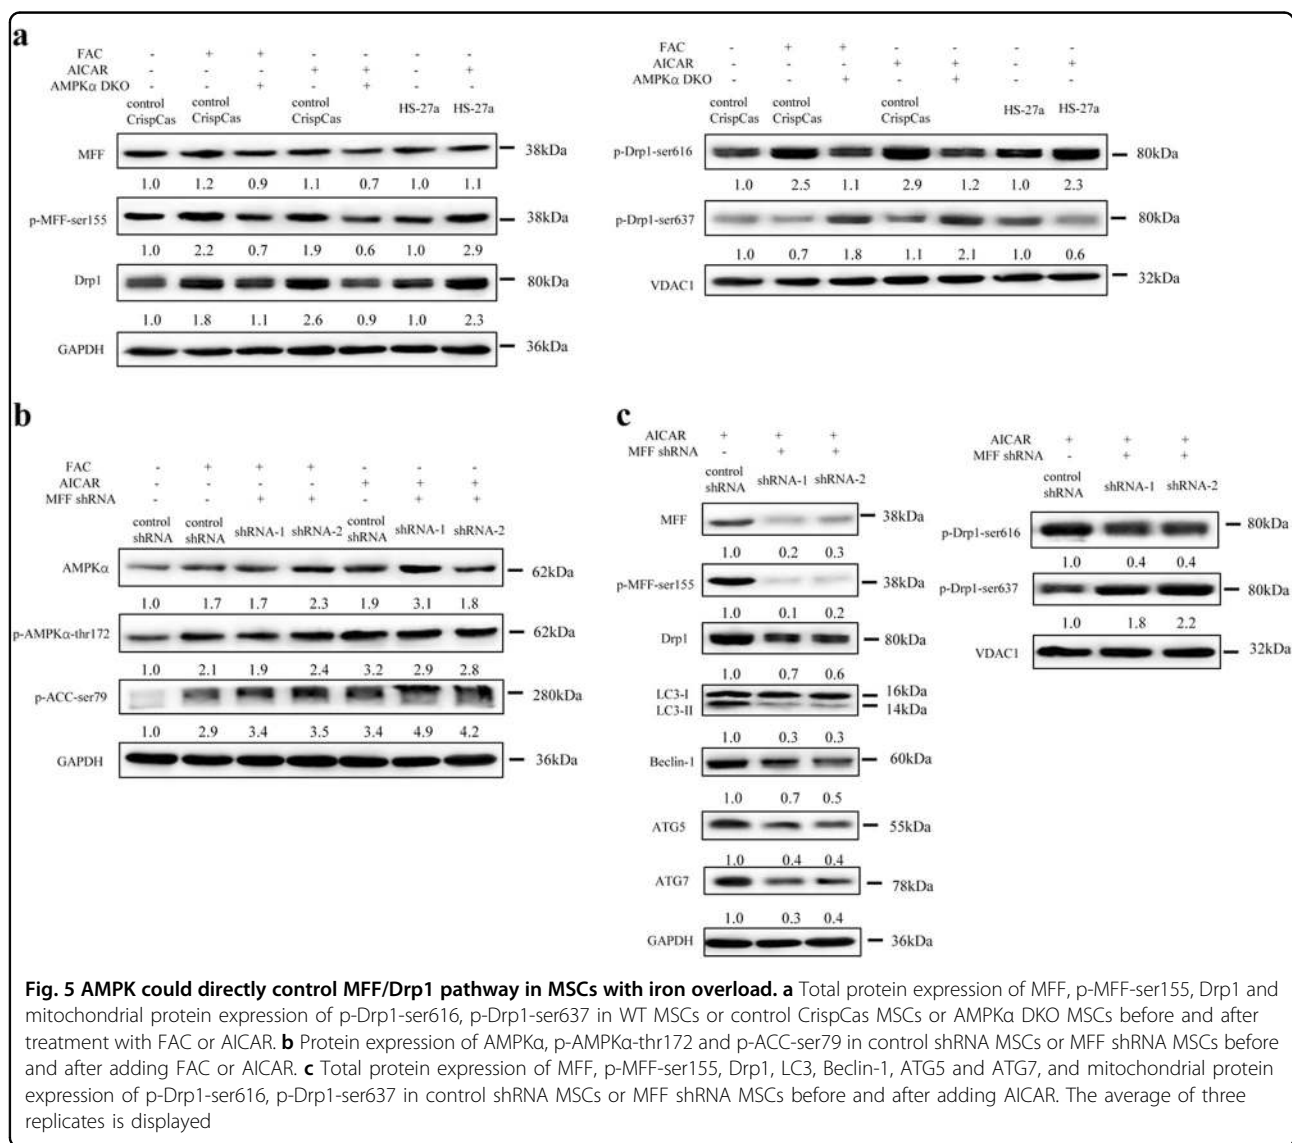 a
FAC - + + - - - -
AICAR - - - + + - +
AMPKα DKO - - + - + - -
control CrispCas control CrispCas control CrispCas HS-27a HS-27a
MFF 38kDa
1.0 1.2 0.9 1.1 0.7 1.0 1.1
p-MFF-ser155 38kDa
1.0 2.2 0.7 1.9 0.6 1.0 2.9
Drp1 80kDa
1.0 1.8 1.1 2.6 0.9 1.0 2.3
GAPDH 36kDa
FAC - + + - - - -
AICAR - - - + + - +
AMPKα DKO - - + - + - -
control CrispCas control CrispCas control CrispCas HS-27a HS-27a
p-Drp1-ser616 80kDa
1.0 2.5 1.1 2.9 1.2 1.0 2.3
p-Drp1-ser637 80kDa
1.0 0.7 1.8 1.1 2.1 1.0 0.6
VDAC1 32kDa
b
FAC - + + + - - -
AICAR - - - - + + +
MFF shRNA - - + + - + +
control shRNA control shRNA shRNA-1 shRNA-2 control shRNA shRNA-1 shRNA-2
AMPKα 62kDa
1.0 1.7 1.7 2.3 1.9 3.1 1.8
p-AMPKα-thr172 62kDa
1.0 2.1 1.9 2.4 3.2 2.9 2.8
p-ACC-ser79 280kDa
1.0 2.9 3.4 3.5 3.4 4.9 4.2
GAPDH 36kDa
c
AICAR + + +
MFF shRNA - + +
control shRNA shRNA-1 shRNA-2
MFF 38kDa
1.0 0.2 0.3
p-MFF-ser155 38kDa
1.0 0.1 0.2
Drp1 80kDa
1.0 0.7 0.6
LC3-I 16kDa
LC3-II 14kDa
1.0 0.3 0.3
Beclin-1 60kDa
1.0 0.7 0.5
ATG5 55kDa
1.0 0.4 0.4
ATG7 78kDa
1.0 0.3 0.4
GAPDH 36kDa
AICAR + + +
MFF shRNA - + +
control shRNA shRNA-1 shRNA-2
p-Drp1-ser616 80kDa
1.0 0.4 0.4
p-Drp1-ser637 80kDa
1.0 1.8 2.2
VDAC1 32kDa
Fig. 5 AMPK could directly control MFF/Drp1 pathway in MSCs with iron overload. a Total protein expression of MFF, p-MFF-ser155, Drp1 and
mitochondrial protein expression of p-Drp1-ser616, p-Drp1-ser637 in WT MSCs or control CrispCas MSCs or AMPKα DKO MSCs before and after
treatment with FAC or AICAR. b Protein expression of AMPKα, p-AMPKα-thr172 and p-ACC-ser79 in control shRNA MSCs or MFF shRNA MSCs before
and after adding FAC or AICAR. c Total protein expression of MFF, p-MFF-ser155, Drp1, LC3, Beclin-1, ATG5 and ATG7, and mitochondrial protein
expression of p-Drp1-ser616, p-Drp1-ser637 in control shRNA MSCs or MFF shRNA MSCs before and after adding AICAR. The average of three
replicates is displayed